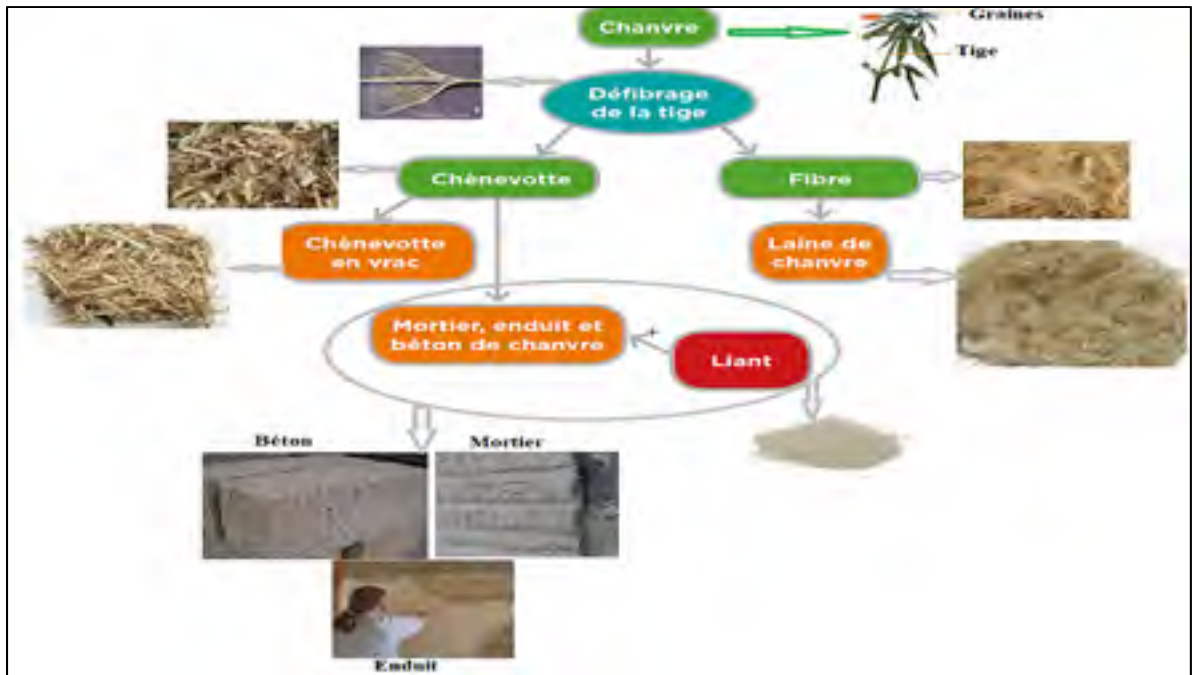 Chanvre
Graines
Tige
Défibrage
de la tige
Chènevotte
Fibre
Chènevotte
en vrac
Laine de
chanvre
Mortier, enduit et
béton de chanvre
+
Liant
Béton
Mortier
Enduit